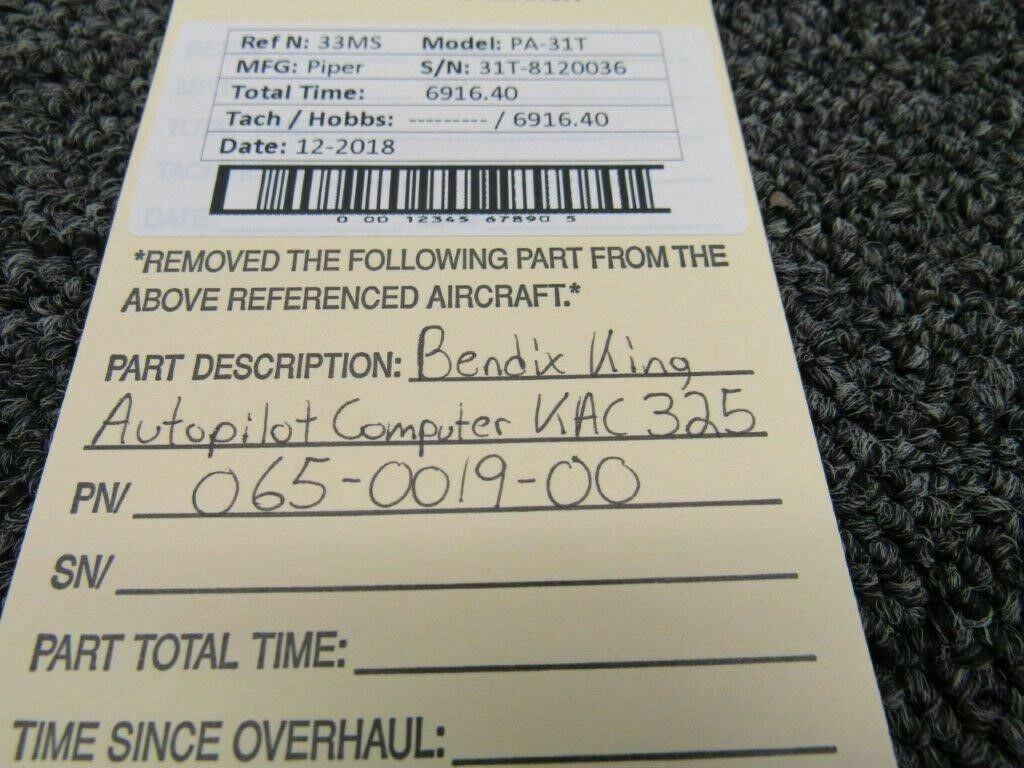 Ref N: 33MS Model: PA-31T
MFG: Piper S/N: 31T-8120036
Total Time: 6916.40
Tach / Hobbs: --------- / 6916.40
Date: 12-2018
0 00 12345 67890 5
*REMOVED THE FOLLOWING PART FROM THE
ABOVE REFERENCED AIRCRAFT.*
PART DESCRIPTION: Bendix King
Autopilot Computer KAC 325
PN/ 065-0019-00
SN/
PART TOTAL TIME:
TIME SINCE OVERHAUL: